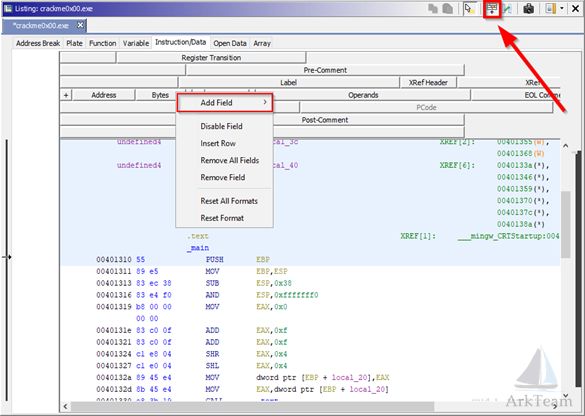 Listing: crackme0x00.exe
*crackme0x00.exe
Address Break Plate Function Variable Instruction/Data Open Data Array
Register Transition
Pre-Comment
Label XRef Header XRef
+ Address Bytes Operands EOL Comme
Add Field
PCode
Disable Field
Post-Comment
Insert Row
Remove All Fields
Remove Field
Reset All Formats
Reset Format
undefined4 local_3c XREF[2]: 00401355(W),
00401368(W)
undefined4 local_40 XREF[6]: 0040133a(*),
00401346(*),
00401359(*),
00401370(*),
0040137c(*),
0040138a(*)
.text XREF[1]: ___mingw_CRTStartup:004
_main
00401310 55 PUSH EBP
00401311 89 e5 MOV EBP,ESP
00401313 83 ec 38 SUB ESP,0x38
00401316 83 e4 f0 AND ESP,0xfffffff0
00401319 b8 00 00 MOV EAX,0x0
00 00
0040131e 83 c0 0f ADD EAX,0xf
00401321 83 c0 0f ADD EAX,0xf
00401324 c1 e8 04 SHR EAX,0x4
00401327 c1 e0 04 SHL EAX,0x4
0040132a 89 45 e4 MOV dword ptr [EBP + local_20],EAX
0040132d 8b 45 e4 MOV EAX,dword ptr [EBP + local_20]
ArkTeam